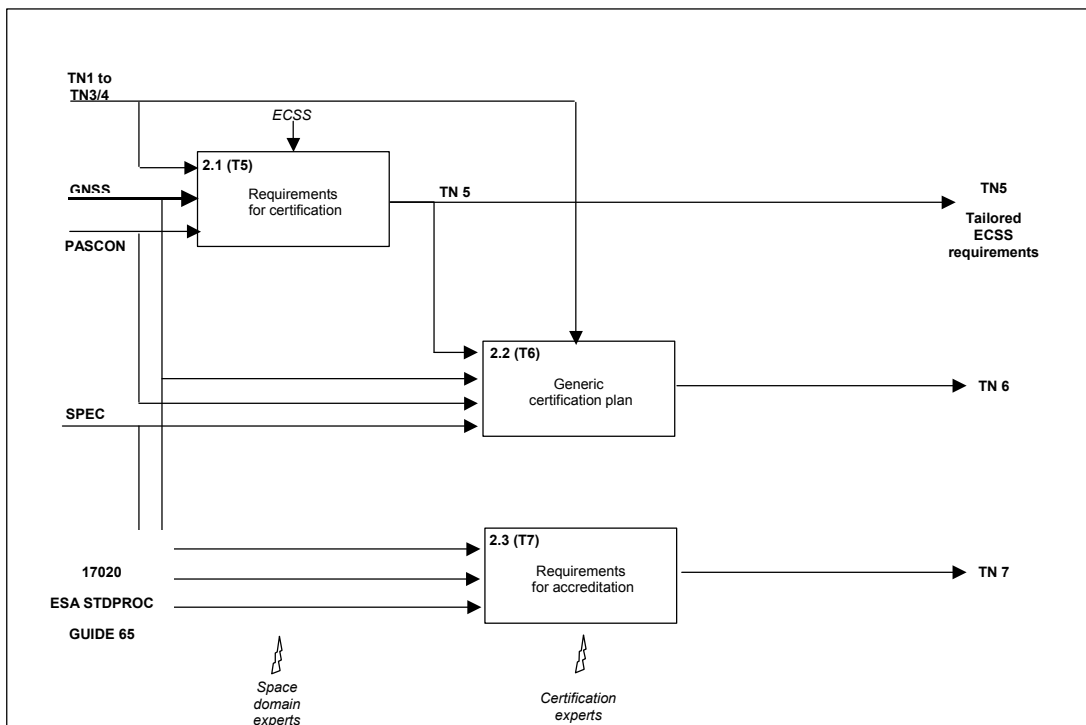 TN1 to
TN3/4
ECSS
2.1 (T5)
Requirements
for certification
GNSS
PASCON
TN 5
TN5
Tailored
ECSS
requirements
2.2 (T6)
Generic
certification plan
SPEC
TN 6
2.3 (T7)
Requirements
for accreditation
17020
ESA STDPROC
GUIDE 65
TN 7
Space
domain
experts
Certification
experts